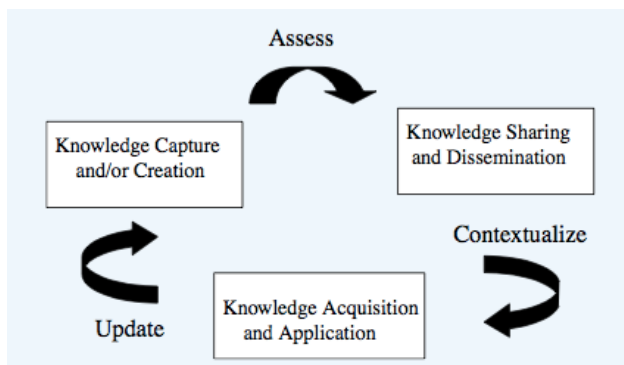 Assess
Knowledge Capture
and/or Creation
Knowledge Sharing
and Dissemination
Contextualize
Knowledge Acquisition
and Application
Update